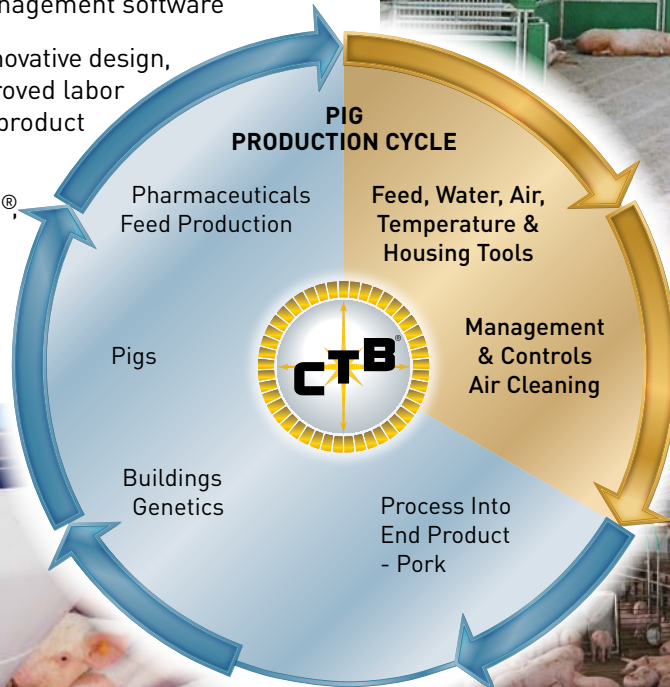 nagement software
novative design,
roved labor
product
®,
PIG
PRODUCTION CYCLE
Pharmaceuticals
Feed Production
Feed, Water, Air,
Temperature &
Housing Tools
Management
& Controls
Air Cleaning
Pigs
CTB®
Buildings
Genetics
Process Into
End Product
- Pork